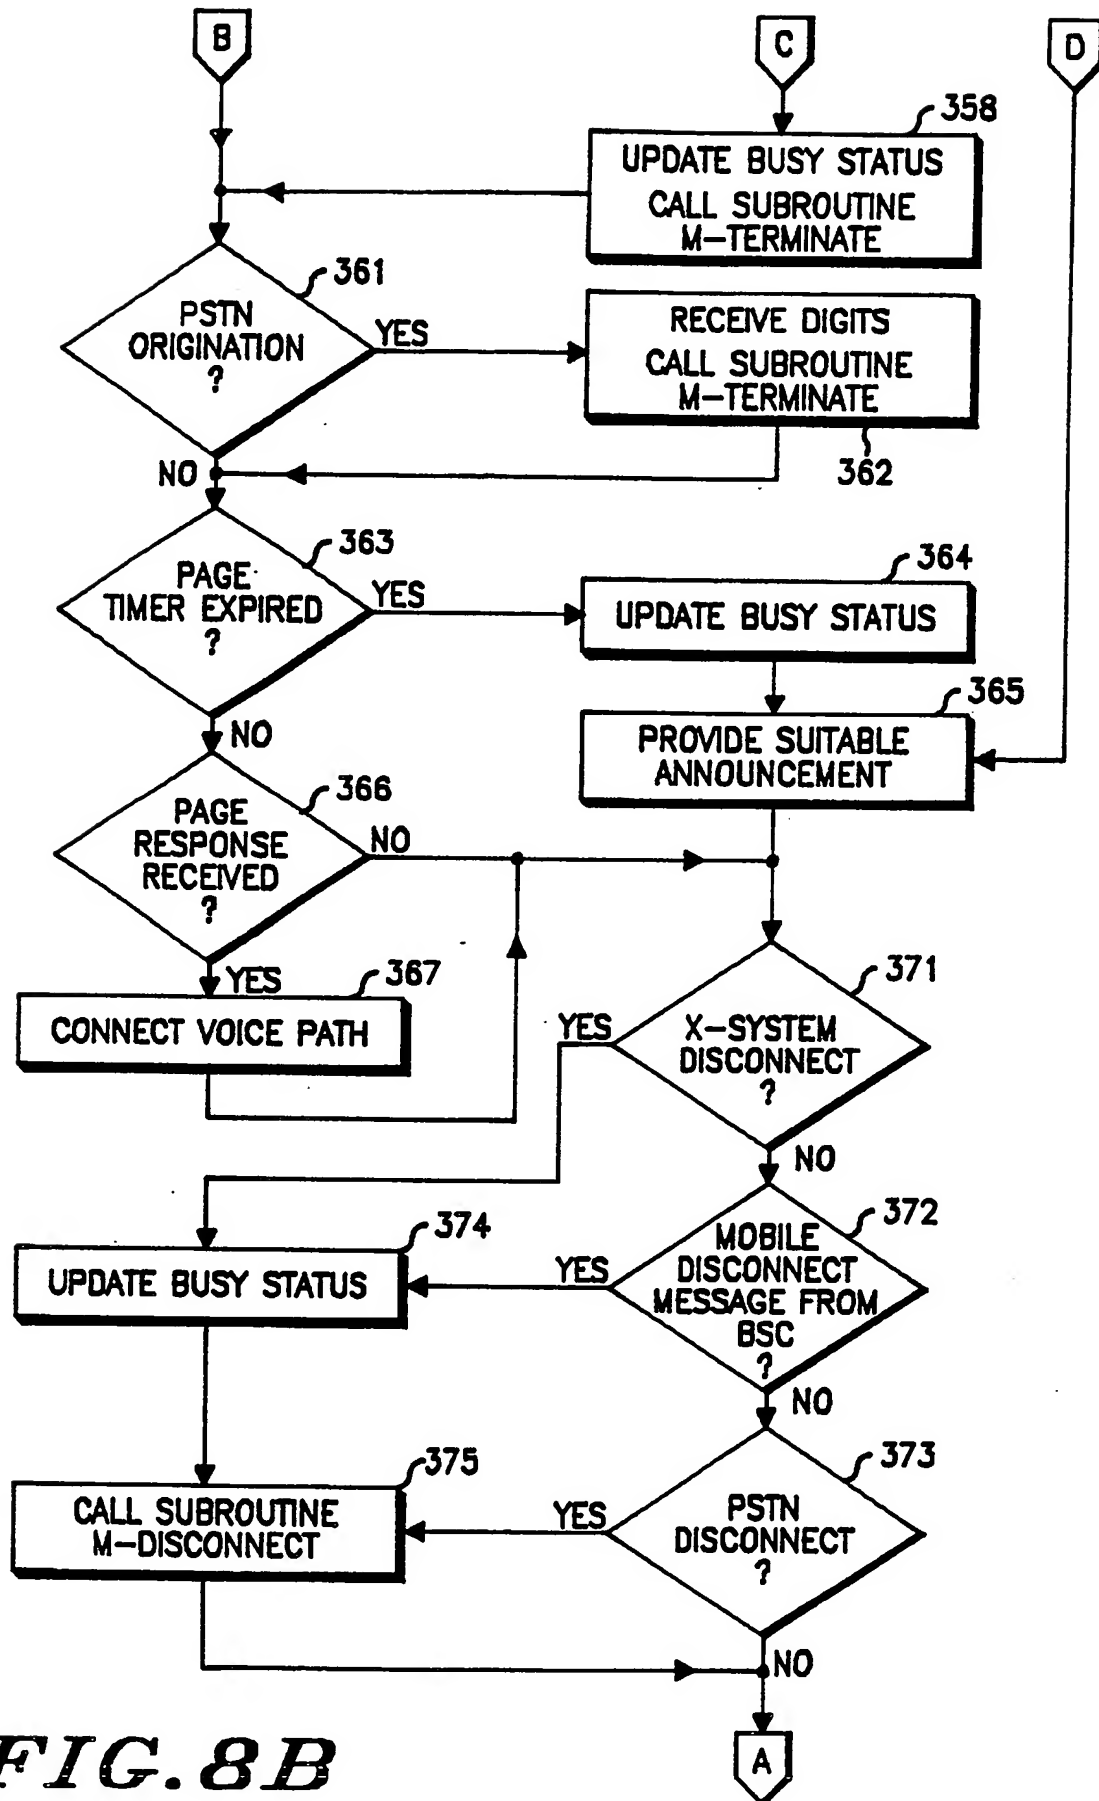 B
C
D
358
UPDATE BUSY STATUS
CALL SUBROUTINE
M-TERMINATE
361
PSTN
ORIGINATION
?
YES
RECEIVE DIGITS
CALL SUBROUTINE
M-TERMINATE
362
NO
363
PAGE
TIMER EXPIRED
?
YES
364
UPDATE BUSY STATUS
NO
365
PROVIDE SUITABLE
ANNOUNCEMENT
366
PAGE
RESPONSE
RECEIVED
?
NO
YES
367
CONNECT VOICE PATH
371
X-SYSTEM
DISCONNECT
?
YES
NO
372
MOBILE
DISCONNECT
MESSAGE FROM
BSC
?
YES
374
UPDATE BUSY STATUS
NO
373
PSTN
DISCONNECT
?
YES
375
CALL SUBROUTINE
M-DISCONNECT
NO
A
FIG. 8B